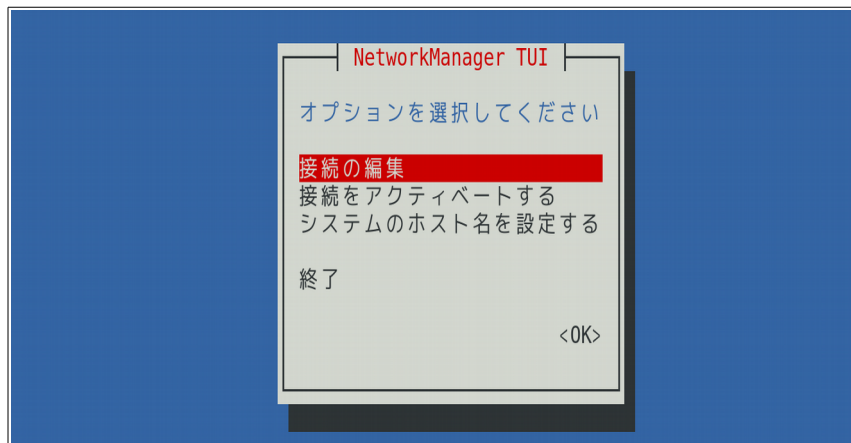 NetworkManager TUI
オプションを選択してください
接続の編集
接続をアクティベートする
システムのホスト名を設定する
終了
<OK>